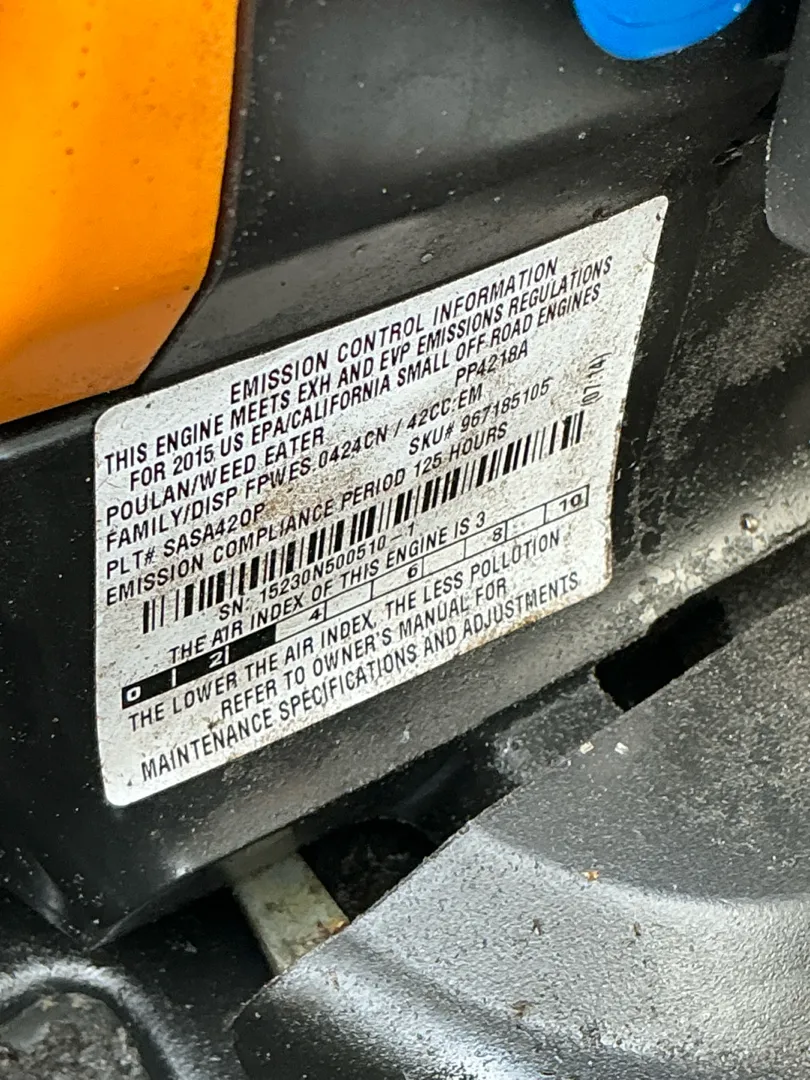 EMISSION CONTROL INFORMATION
THIS ENGINE MEETS EXH AND EVP EMISSIONS REGULATIONS
FOR 2015 US EPA/CALIFORNIA SMALL OFF-ROAD ENGINES
POULAN/WEED EATER PP4218A
FAMILY/DISP FPWES.0424CN / 42CC:EM
PLT# SASA42OP SKU# 967185105 (07-14)
EMISSION COMPLIANCE PERIOD 125 HOURS
SN: 15230N500510-1
THE AIR INDEX OF THIS ENGINE IS 3
0 2 4 6 8 10
THE LOWER THE AIR INDEX, THE LESS POLLUTION
REFER TO OWNER'S MANUAL FOR
MAINTENANCE SPECIFICATIONS AND ADJUSTMENTS